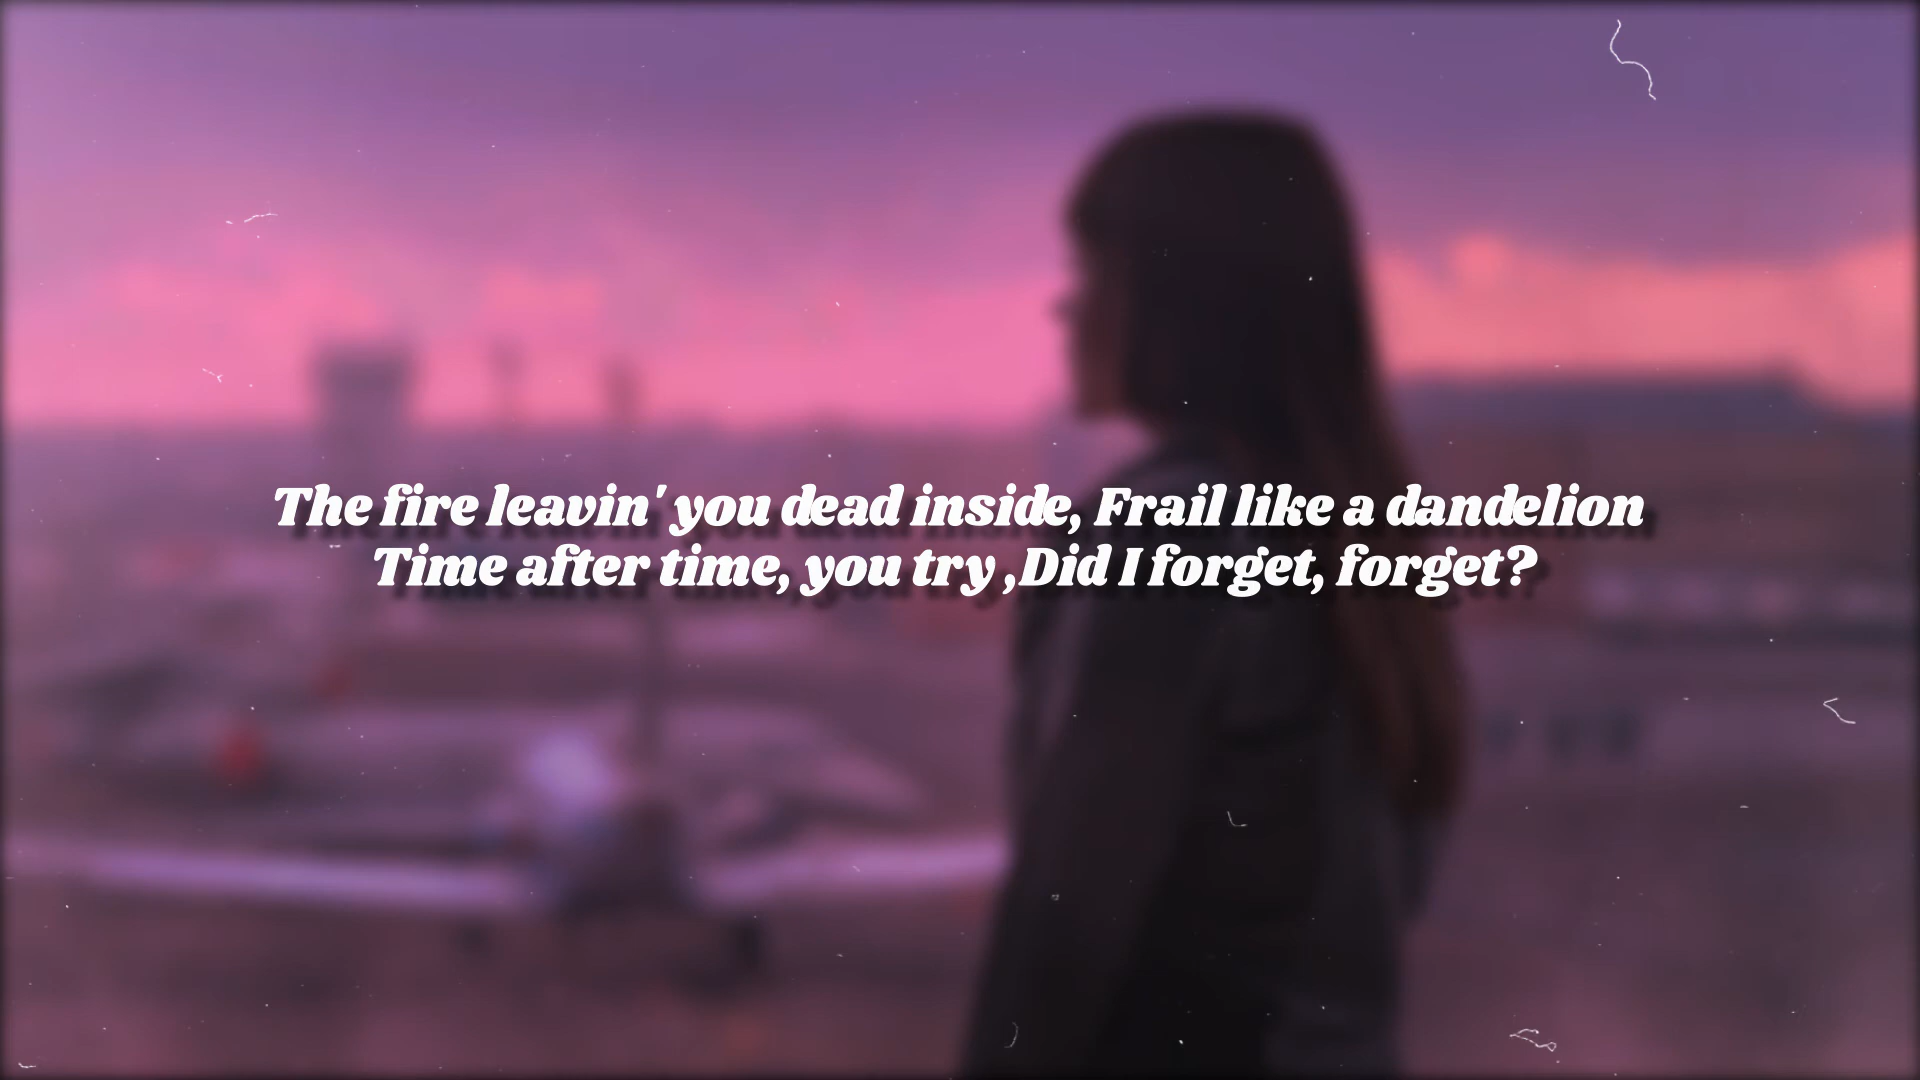 The fire leavin' you dead inside, Frail like a dandelion
Time after time, you try ,Did I forget, forget?